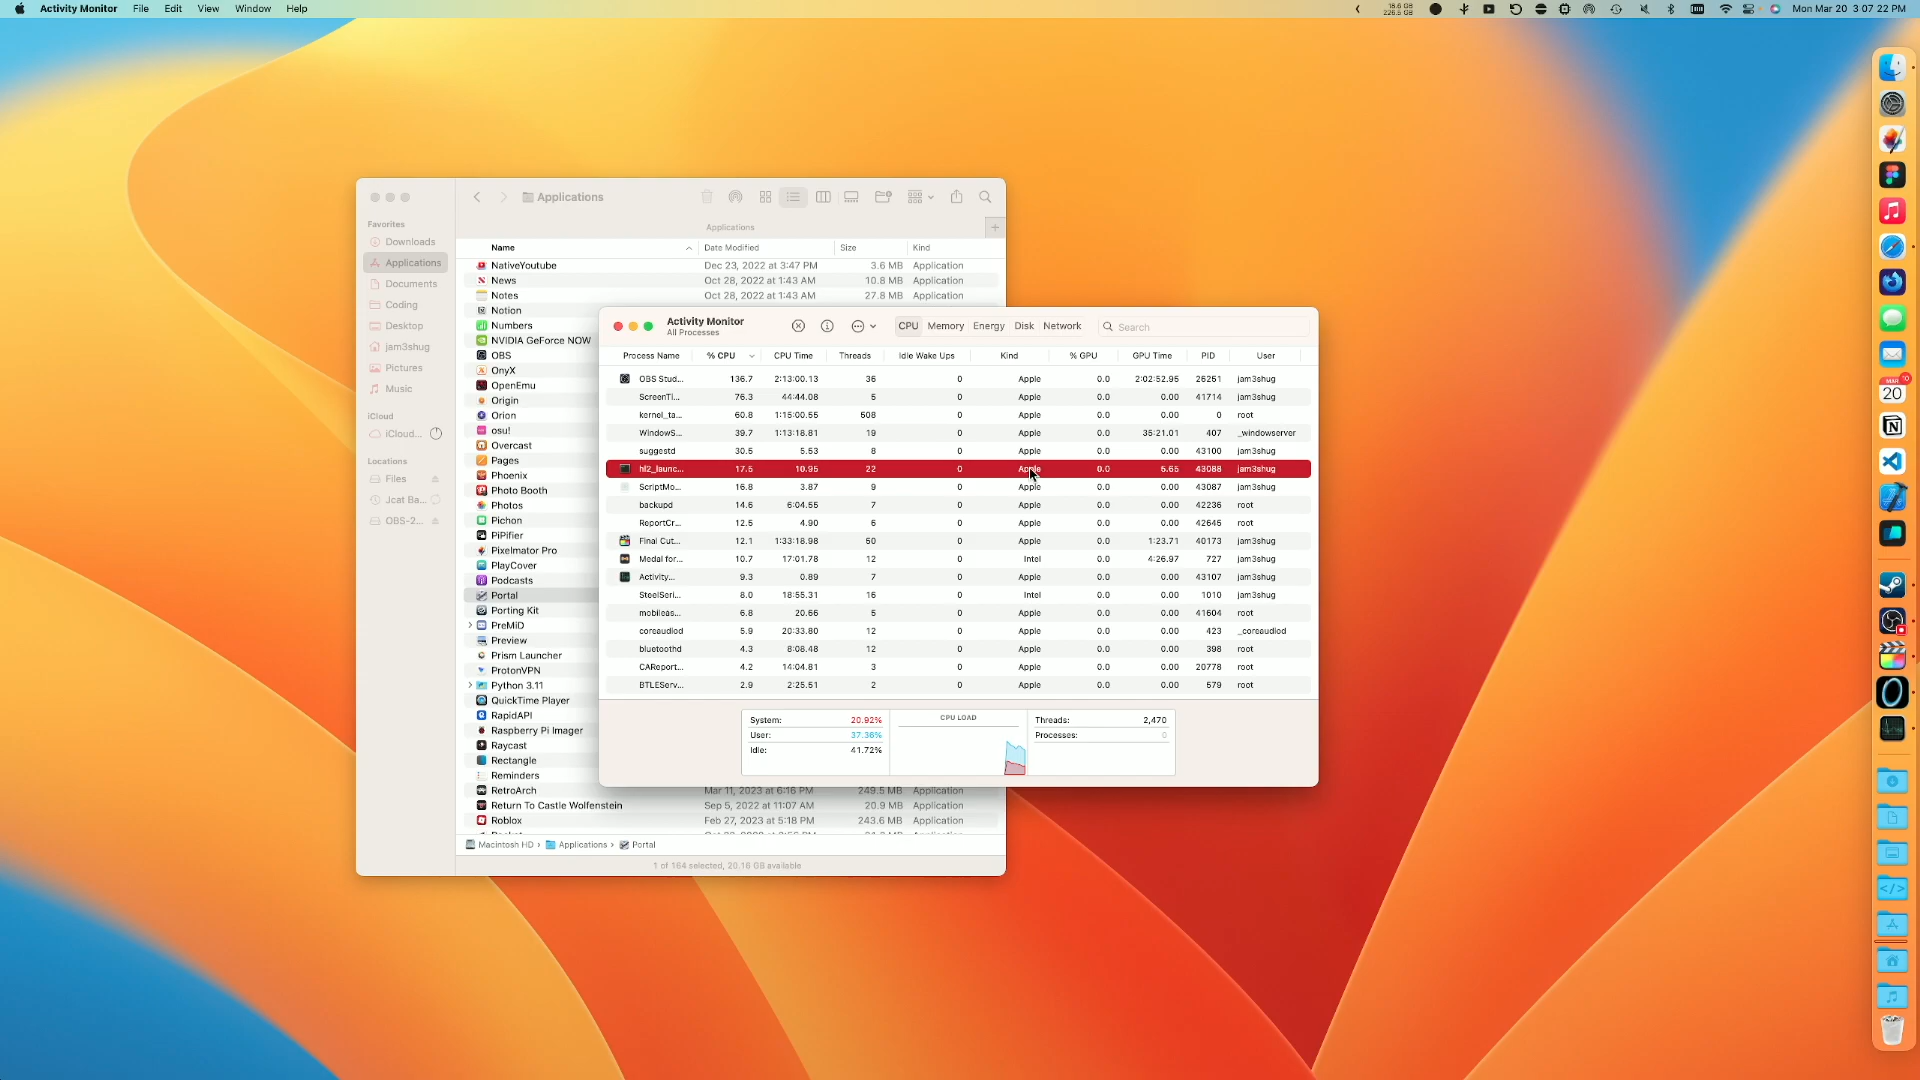 Activity Monitor File Edit View Window Help
18.6 GB
226.5 GB
Mon Mar 20 3 07 22 PM
Applications
Applications
Favorites
Downloads
Applications
Documents
Coding
Desktop
jam3shug
Pictures
Music
iCloud
iCloud...
Locations
Files
Jcat Ba...
OBS-2...
Name Date Modified Size Kind
NativeYoutube Dec 23, 2022 at 3:47 PM 3.6 MB Application
News Oct 28, 2022 at 1:43 AM 10.8 MB Application
Notes Oct 28, 2022 at 1:43 AM 27.8 MB Application
Notion
Numbers
NVIDIA GeForce NOW
OBS
OnyX
OpenEmu
Origin
Orion
osu!
Overcast
Pages
Phoenix
Photo Booth
Photos
Pichon
PiPifier
Pixelmator Pro
PlayCover
Podcasts
Portal
Porting Kit
PreMiD
Preview
Prism Launcher
ProtonVPN
Python 3.11
QuickTime Player
RapidAPI
Raspberry Pi Imager
Raycast
Rectangle
Reminders
RetroArch Mar 11, 2023 at 6:16 PM 249.5 MB Application
Return To Castle Wolfenstein Sep 5, 2022 at 11:07 AM 20.9 MB Application
Roblox Feb 27, 2023 at 5:18 PM 243.6 MB Application
Macintosh HD › Applications › Portal
1 of 164 selected, 20.16 GB available
Activity Monitor
All Processes
CPU Memory Energy Disk Network
Search
Process Name % CPU CPU Time Threads Idle Wake Ups Kind % GPU GPU Time PID User
OBS Stud... 136.7 2:13:00.13 36 0 Apple 0.0 2:02:52.95 26251 jam3shug
ScreenTi... 76.3 44:44.08 5 0 Apple 0.0 0.00 41714 jam3shug
kernel_ta... 60.8 1:15:00.55 508 0 Apple 0.0 0.00 0 root
WindowS... 39.7 1:13:18.81 19 0 Apple 0.0 35:21.01 407 _windowserver
suggestd 30.5 5.53 8 0 Apple 0.0 0.00 43100 jam3shug
hl2_launc... 17.5 10.95 22 0 Apple 0.0 5.65 43088 jam3shug
ScriptMo... 16.8 3.87 9 0 Apple 0.0 0.00 43087 jam3shug
backupd 14.6 6:04.55 7 0 Apple 0.0 0.00 42236 root
ReportCr... 12.5 4.90 6 0 Apple 0.0 0.00 42645 root
Final Cut... 12.1 1:33:18.98 50 0 Apple 0.0 1:23.71 40173 jam3shug
Medal for... 10.7 17:01.78 12 0 Intel 0.0 4:26.97 727 jam3shug
Activity... 9.3 0.89 7 0 Apple 0.0 0.00 43107 jam3shug
SteelSeri... 8.0 18:55.31 16 0 Intel 0.0 0.00 1010 jam3shug
mobileas... 6.8 20.66 5 0 Apple 0.0 0.00 41604 root
coreaudiod 5.9 20:33.80 12 0 Apple 0.0 0.00 423 _coreaudiod
bluetoothd 4.3 8:08.48 12 0 Apple 0.0 0.00 398 root
CAReport... 4.2 14:04.81 3 0 Apple 0.0 0.00 20778 root
BTLEServ... 2.9 2:25.51 2 0 Apple 0.0 0.00 579 root
System: 20.92%
User: 37.36%
Idle: 41.72%
CPU LOAD
Threads: 2,470
Processes: 0
MAR
20